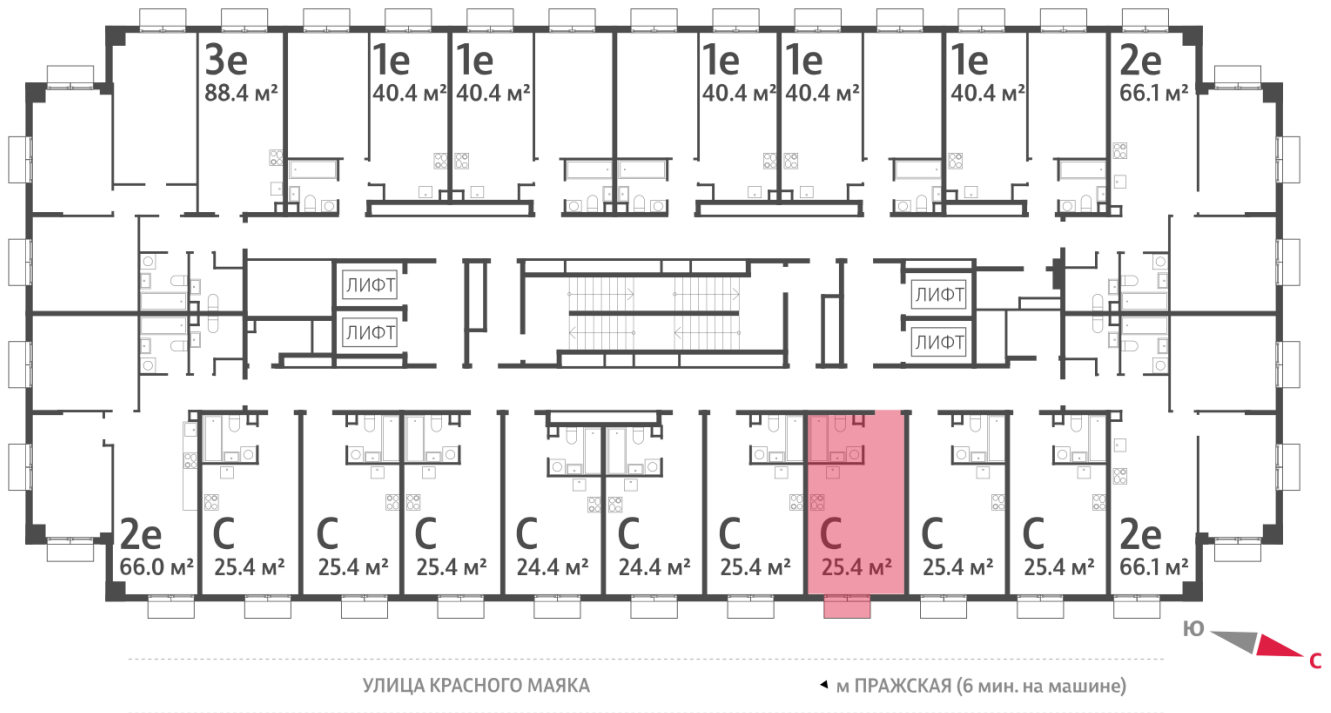 3е
88.4 м²
1е
40.4 м²
1е
40.4 м²
1е
40.4 м²
1е
40.4 м²
1е
40.4 м²
2е
66.1 м²
ЛИФТ
ЛИФТ
ЛИФТ
ЛИФТ
2е
66.0 м²
С
25.4 м²
С
25.4 м²
С
25.4 м²
С
24.4 м²
С
24.4 м²
С
25.4 м²
С
25.4 м²
С
25.4 м²
С
25.4 м²
2е
66.1 м²
Ю
С
УЛИЦА КРАСНОГО МАЯКА
м ПРАЖСКАЯ (6 мин. на машине)